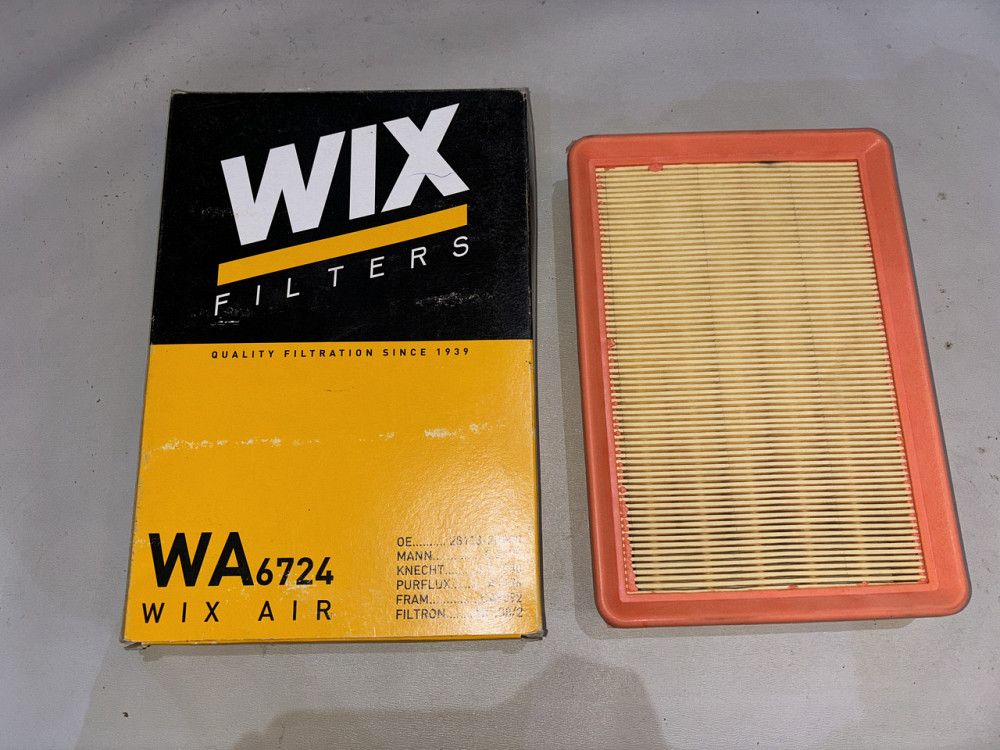 WIX
FILTERS
QUALITY FILTRATION SINCE 1939
WA6724
WIX AIR
OE..........
MANN
KNECHT
PURFLUX
FRAM
FILTRON